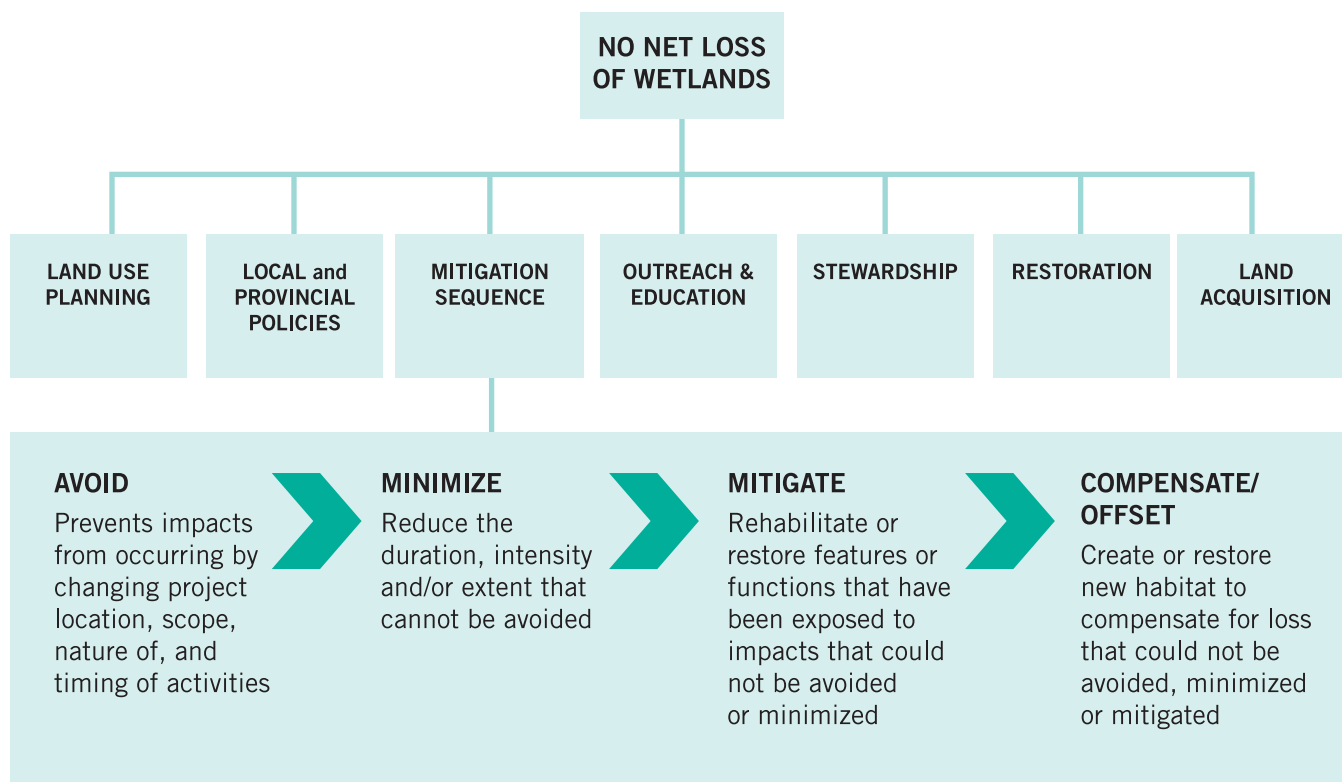 NO NET LOSS
OF WETLANDS
LAND USE
PLANNING
LOCAL and
PROVINCIAL
POLICIES
MITIGATION
SEQUENCE
OUTREACH &
EDUCATION
STEWARDSHIP
RESTORATION
LAND
ACQUISITION
AVOID
Prevents impacts
from occurring by
changing project
location, scope,
nature of, and
timing of activities
MINIMIZE
Reduce the
duration, intensity
and/or extent that
cannot be avoided
MITIGATE
Rehabilitate or
restore features or
functions that have
been exposed to
impacts that could
not be avoided
or minimized
COMPENSATE/
OFFSET
Create or restore
new habitat to
compensate for loss
that could not be
avoided, minimized
or mitigated